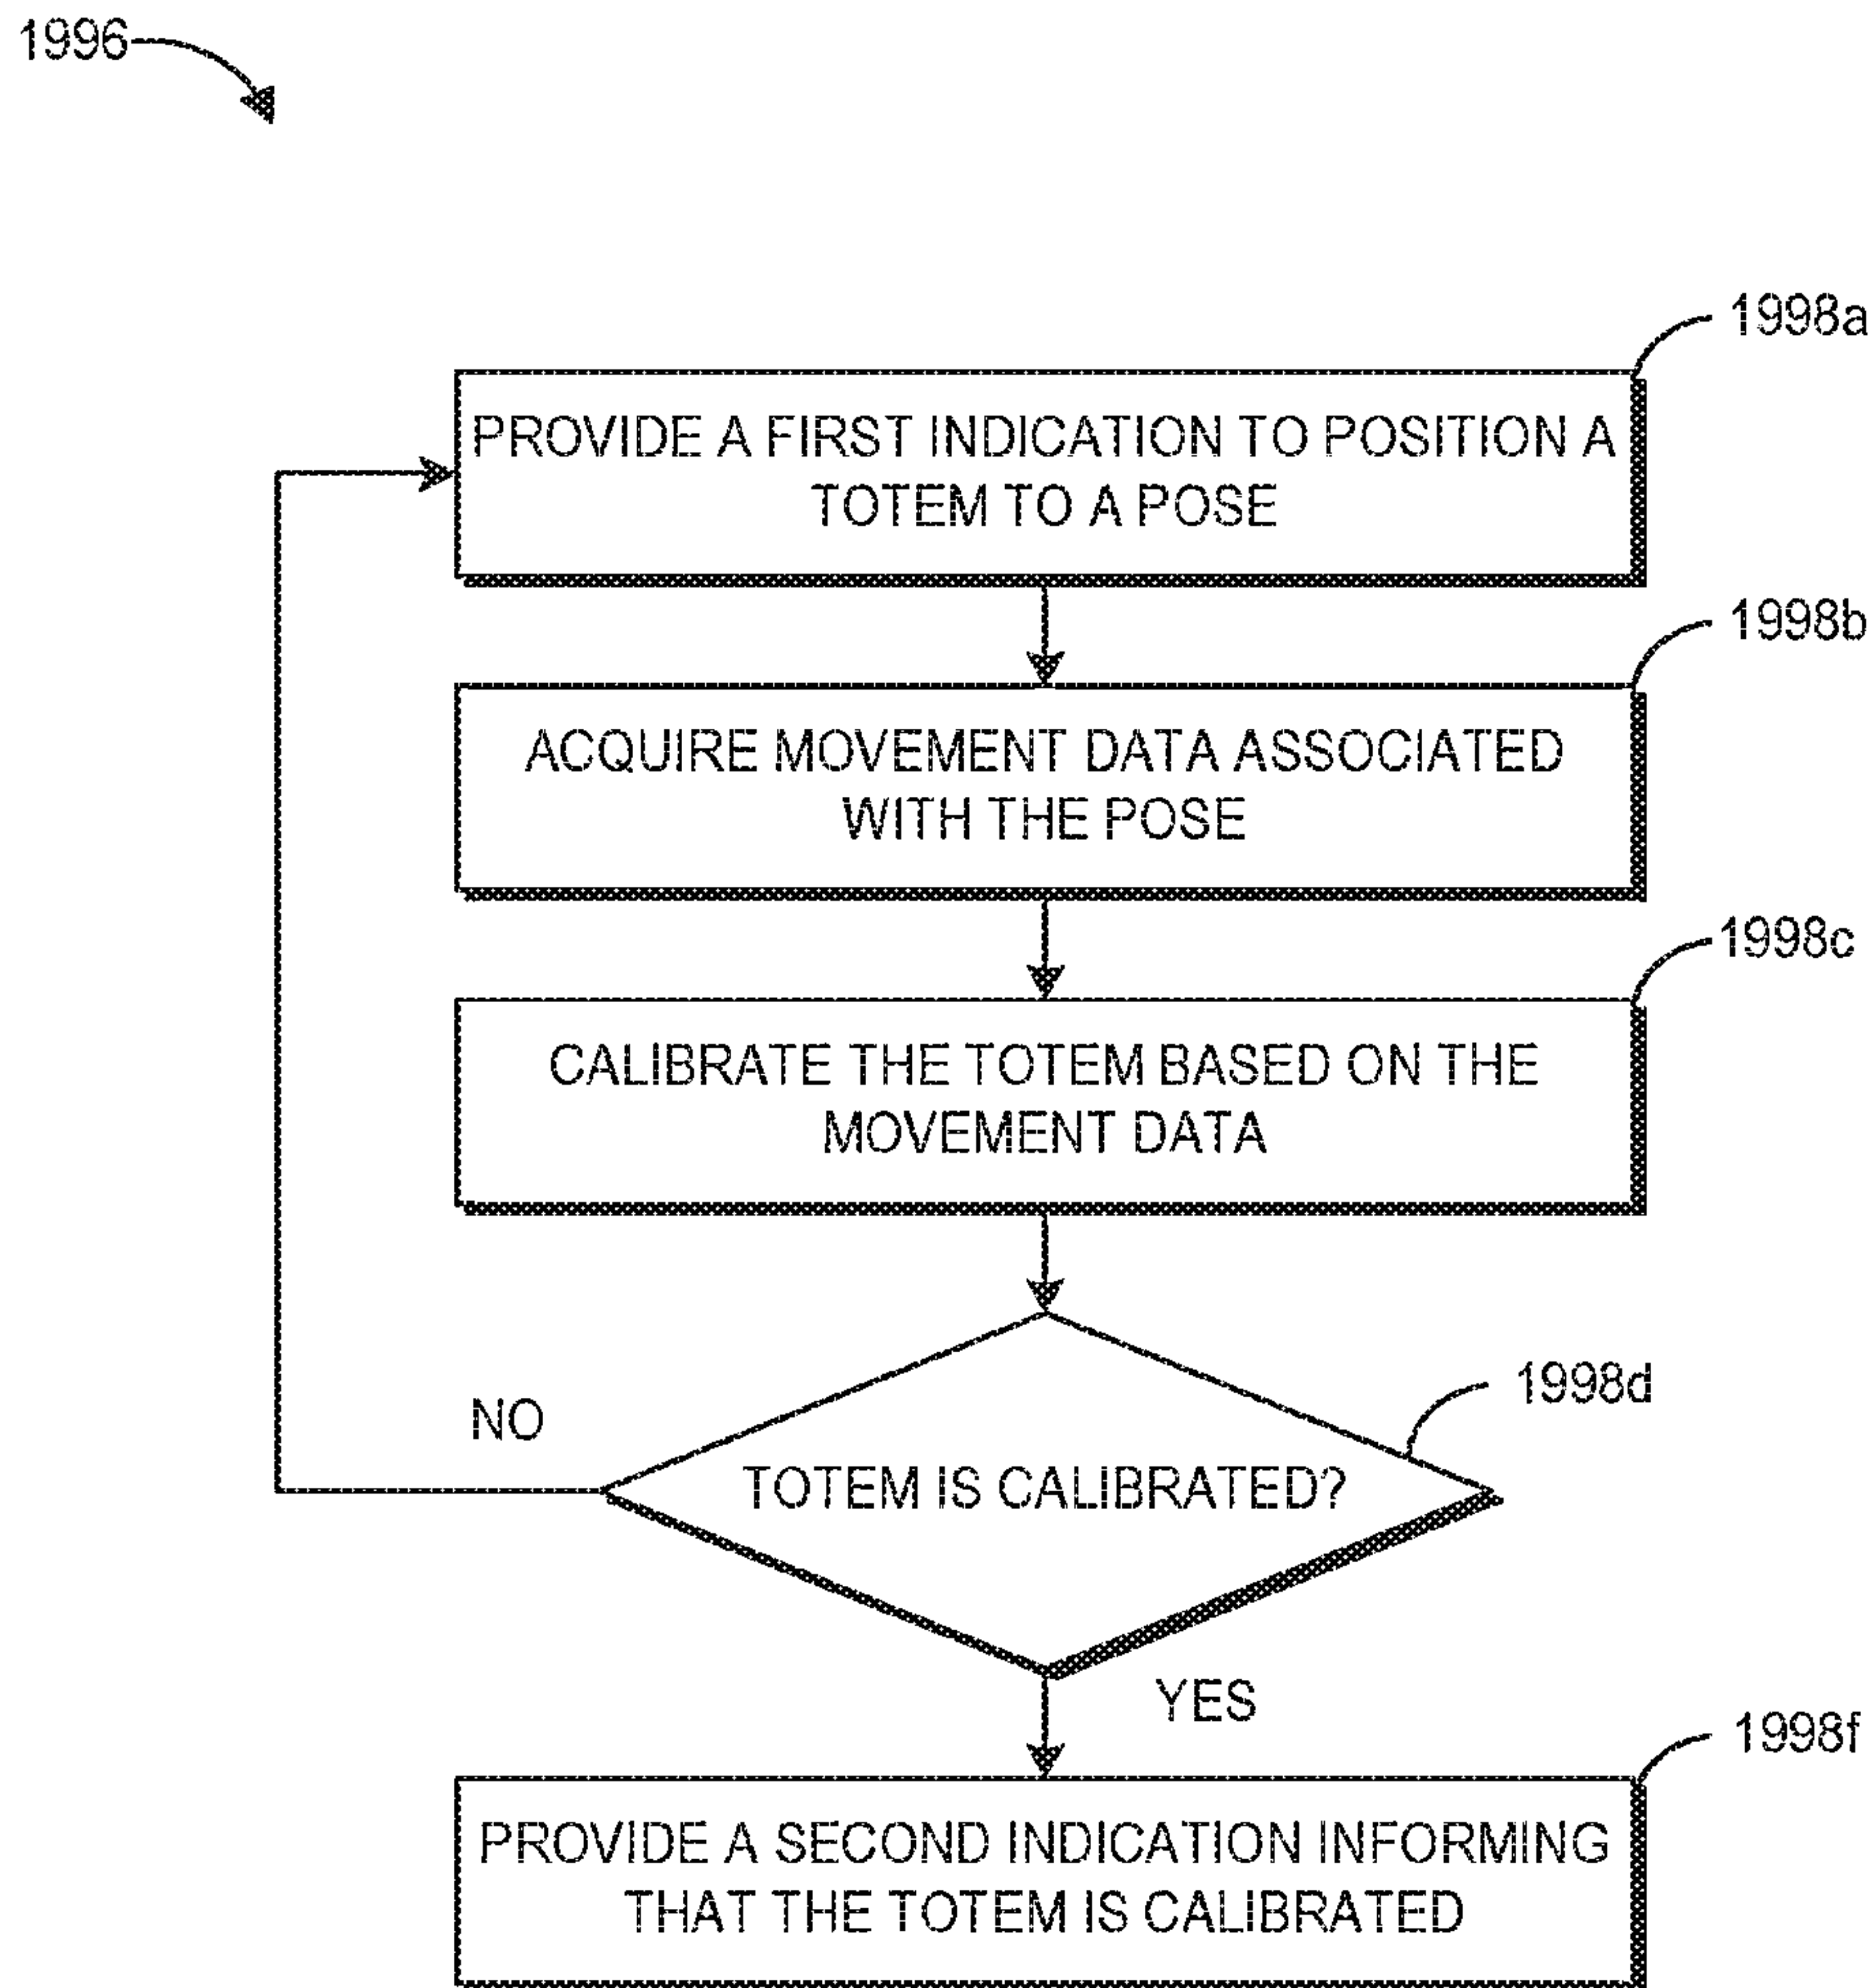 1996
1998a
PROVIDE A FIRST INDICATION TO POSITION A
TOTEM TO A POSE
1998b
ACQUIRE MOVEMENT DATA ASSOCIATED
WITH THE POSE
1998c
CALIBRATE THE TOTEM BASED ON THE
MOVEMENT DATA
1998d
NO
TOTEM IS CALIBRATED?
YES
1998f
PROVIDE A SECOND INDICATION INFORMING
THAT THE TOTEM IS CALIBRATED